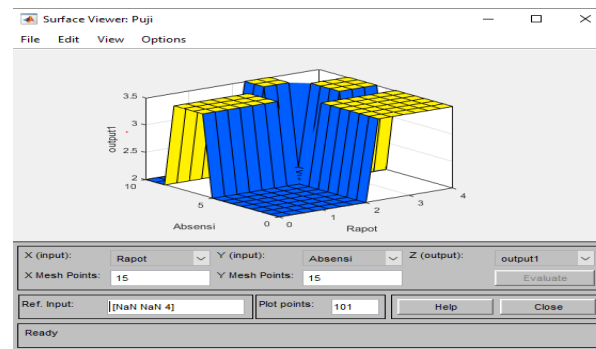 Surface Viewer: Puji
File Edit View Options
3.5
3
2.5
2
output1
10
5
0
Absensi
0
1
2
3
4
Rapot
X (input): Rapot Y (input): Absensi Z (output): output1
X Mesh Points: 15 Y Mesh Points: 15 Evaluate
Ref. Input: [NaN NaN 4] Plot points: 101 Help Close
Ready